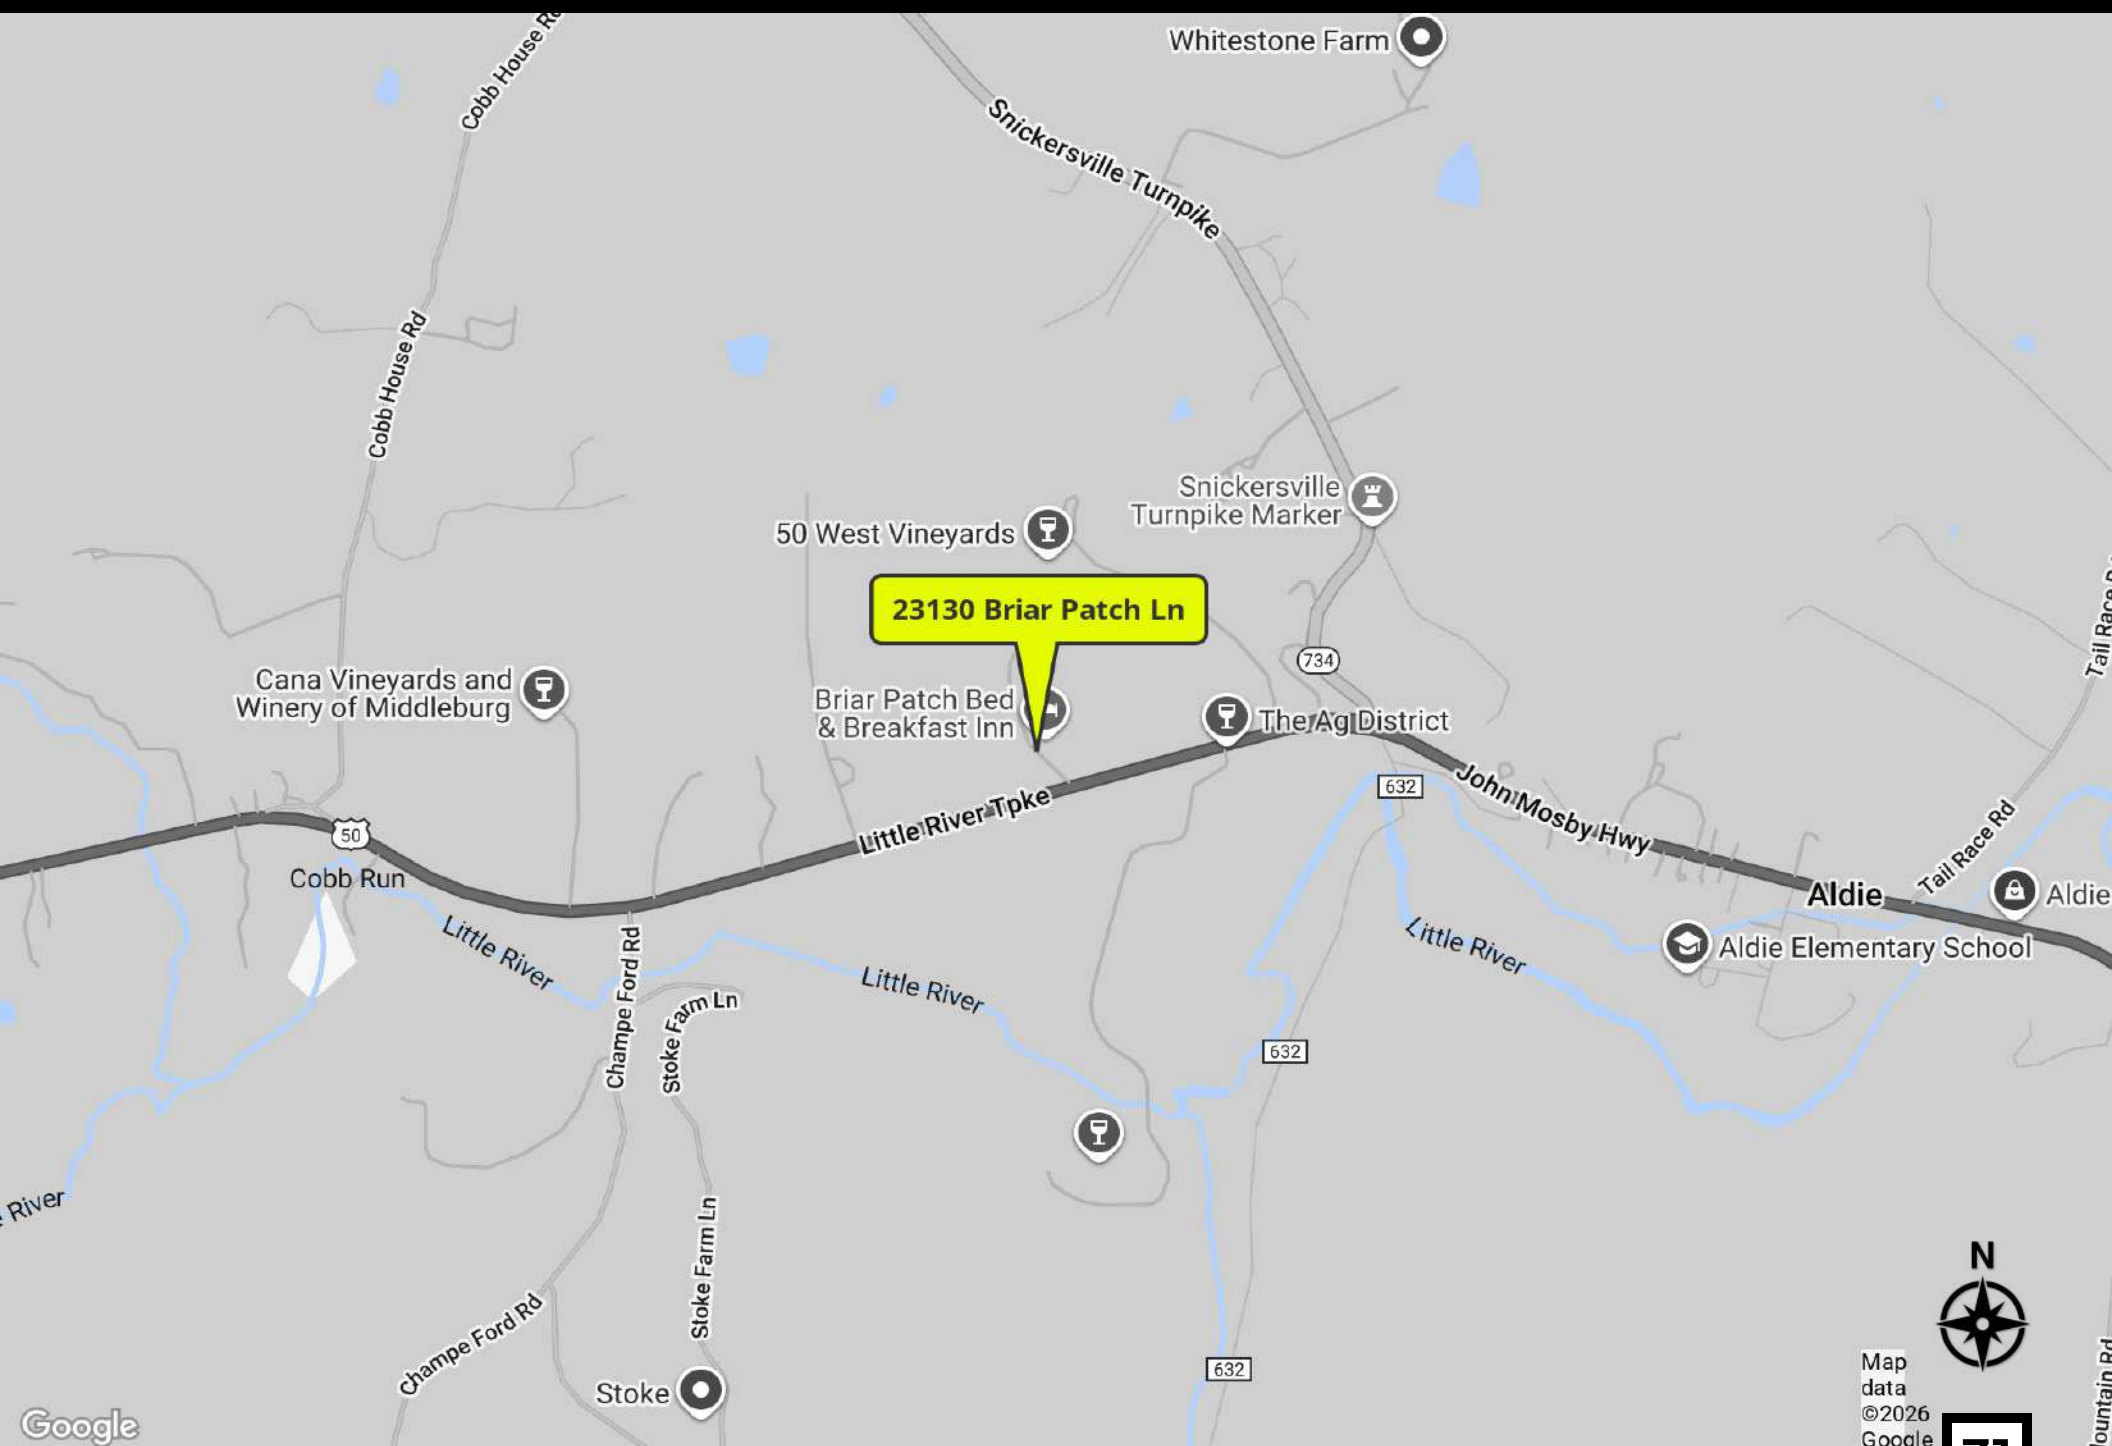 Cobb House Rd
Whitestone Farm
Snickersville Turnpike
Cobb House Rd
Snickersville
Turnpike Marker
50 West Vineyards
23130 Briar Patch Ln
734
Cana Vineyards and
Winery of Middleburg
Briar Patch Bed
& Breakfast Inn
The Ag District
Tail Race Rd
632
John Mosby Hwy
Little River Tpke
50
Cobb Run
Tail Race Rd
Aldie
Aldie
Little River
Little River
Little River
Aldie Elementary School
Champe Ford Rd
Stoke Farm Ln
632
River
Stoke Farm Ln
Champe Ford Rd
N
632
Stoke
Map
data
©2026
Google
Google